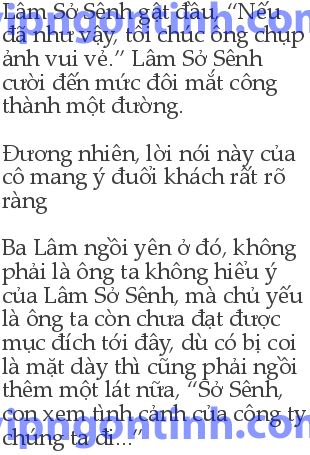 Lâm Sở Sênh gật đầu, “Nếu
đã như vậy, tôi chúc ông chụp
ảnh vui vẻ.” Lâm Sở Sênh
cười đến mức đôi mắt công
thành một đường.
Đương nhiên, lời nói này của
cô mang ý đuổi khách rất rõ
ràng
Ba Lâm ngồi yên ở đó, không
phải là ông ta không hiểu ý
của Lâm Sở Sênh, mà chủ yếu
là ông ta còn chưa đạt được
mục đích tới đây, dù có bị coi
là mặt dày thì cũng phải ngồi
thêm một lát nữa, “Sở Sênh,
con xem tình cảnh của công ty
chúng ta đi...”
vipngontinh.com
vipngontinh.com